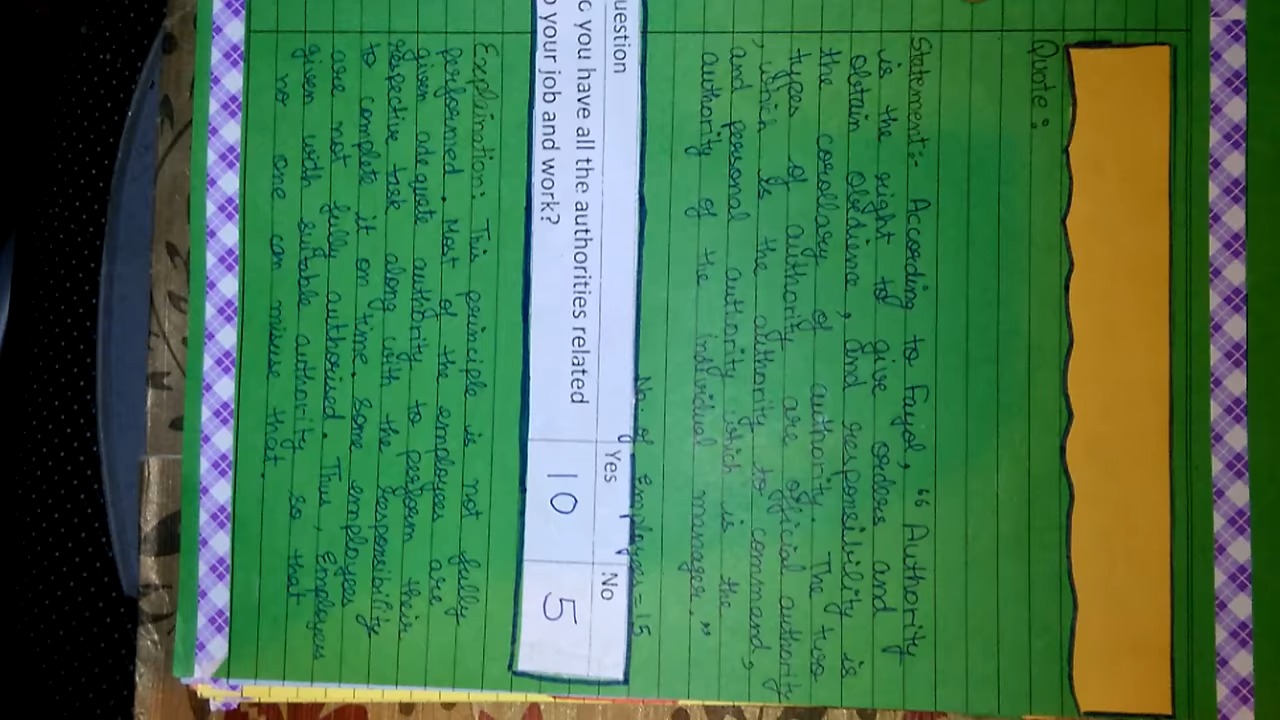 Quote:
Statement: According to Fayol, "Authority
is the right to give orders and
obtain obedience, and responsibility is
the corollary of authority. The two
types of authority are official authority
, which is the authority to command,
and personal authority which is the
authority of the individual manager."
No. of Employees = 15
uestion Yes No
o you have all the authorities related 10 5
o your job and work?
Explaination: This principle is not fully
performed. Most of the employees are
given adequate authority to perform their
respective task along with the responsibility
to complete it on time. some employees
are not fully authorised. Thus, Employees
given with suitable authority so that
no one can misuse that.